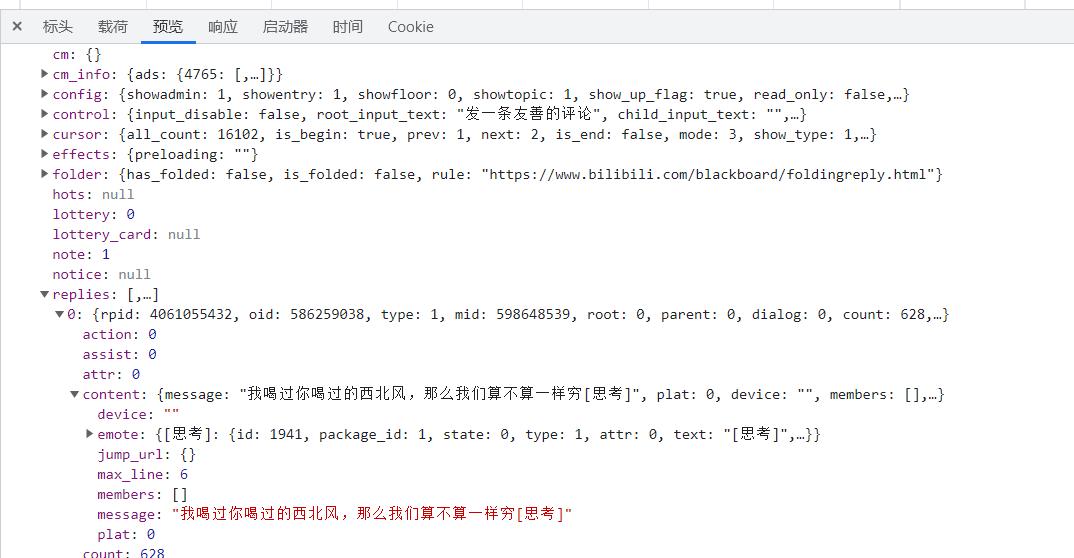 × 标头 载荷 预览 响应 启动器 时间 Cookie
cm: {}
cm_info: {ads: {4765: [,…]}}
config: {showadmin: 1, showentry: 1, showfloor: 0, showtopic: 1, show_up_flag: true, read_only: false,…}
control: {input_disable: false, root_input_text: "发一条友善的评论", child_input_text: "",…}
cursor: {all_count: 16102, is_begin: true, prev: 1, next: 2, is_end: false, mode: 3, show_type: 1,…}
effects: {preloading: ""}
folder: {has_folded: false, is_folded: false, rule: "https://www.bilibili.com/blackboard/foldingreply.html"}
hots: null
lottery: 0
lottery_card: null
note: 1
notice: null
replies: [,…]
0: {rpid: 4061055432, oid: 586259038, type: 1, mid: 598648539, root: 0, parent: 0, dialog: 0, count: 628,…}
action: 0
assist: 0
attr: 0
content: {message: "我喝过你喝过的西北风，那么我们算不算一样穷[思考]", plat: 0, device: "", members: [],…}
device: ""
emote: {[思考]: {id: 1941, package_id: 1, state: 0, type: 1, attr: 0, text: "[思考]",…}}
jump_url: {}
max_line: 6
members: []
message: "我喝过你喝过的西北风，那么我们算不算一样穷[思考]"
plat: 0
count: 628